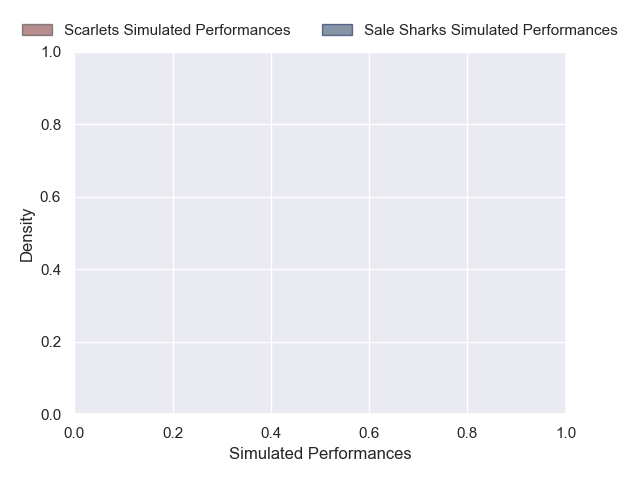 Scarlets Simulated Performances
Sale Sharks Simulated Performances
1.0
0.8
0.6
0.4
0.2
0.0
Density
0.0 0.2 0.4 0.6 0.8 1.0
Simulated Performances